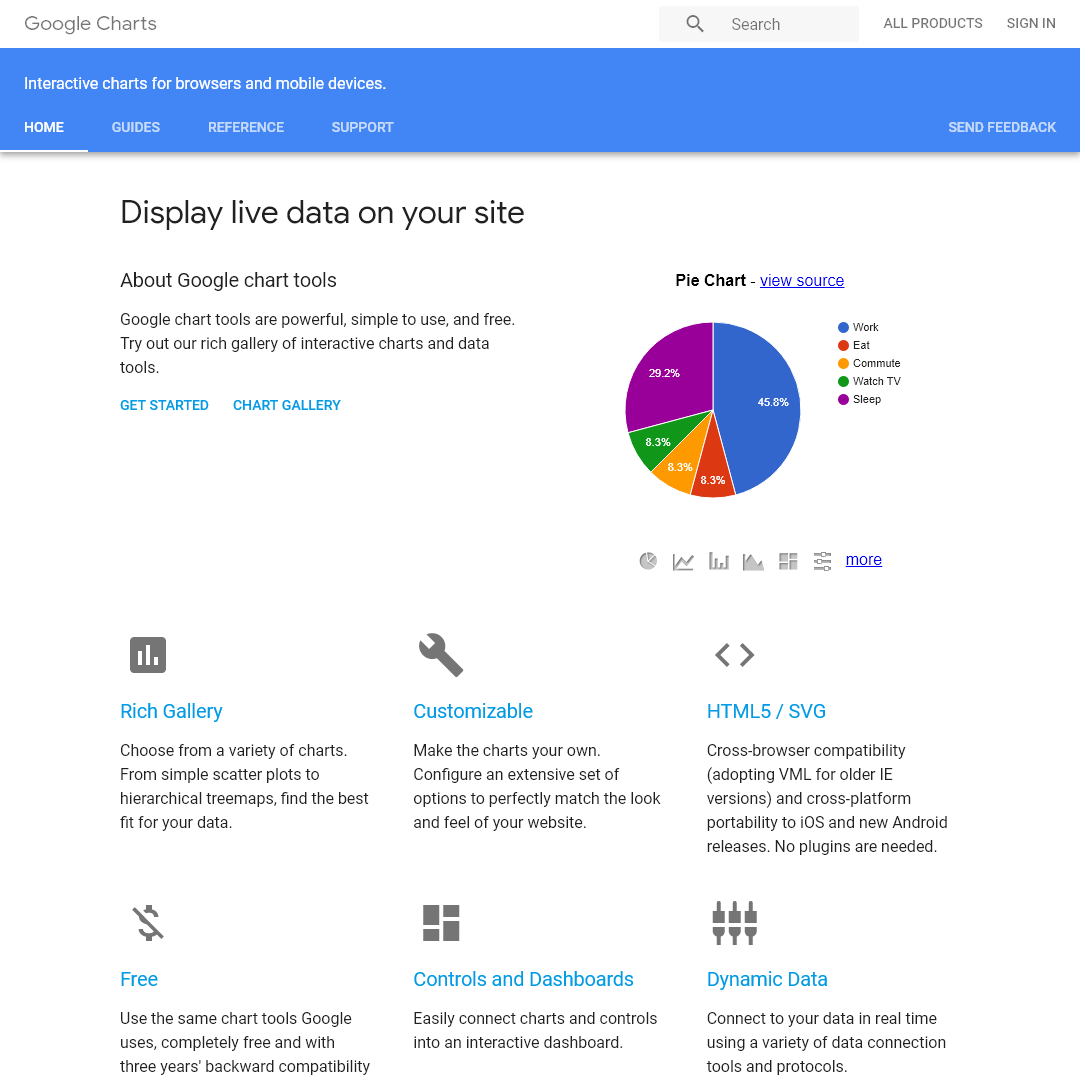 Google Charts
Search
ALL PRODUCTS
SIGN IN
Interactive charts for browsers and mobile devices.
HOME
GUIDES
REFERENCE
SUPPORT
SEND FEEDBACK
Display live data on your site
About Google chart tools
Google chart tools are powerful, simple to use, and free.
Try out our rich gallery of interactive charts and data
tools.
GET STARTED
CHART GALLERY
Pie Chart - view source
29.2%
45.8%
8.3%
8.3%
8.3%
Work
Eat
Commute
Watch TV
Sleep
more
Rich Gallery
Choose from a variety of charts.
From simple scatter plots to
hierarchical treemaps, find the best
fit for your data.
Customizable
Make the charts your own.
Configure an extensive set of
options to perfectly match the look
and feel of your website.
HTML5 / SVG
Cross-browser compatibility
(adopting VML for older IE
versions) and cross-platform
portability to iOS and new Android
releases. No plugins are needed.
Free
Use the same chart tools Google
uses, completely free and with
three years' backward compatibility
Controls and Dashboards
Easily connect charts and controls
into an interactive dashboard.
Dynamic Data
Connect to your data in real time
using a variety of data connection
tools and protocols.